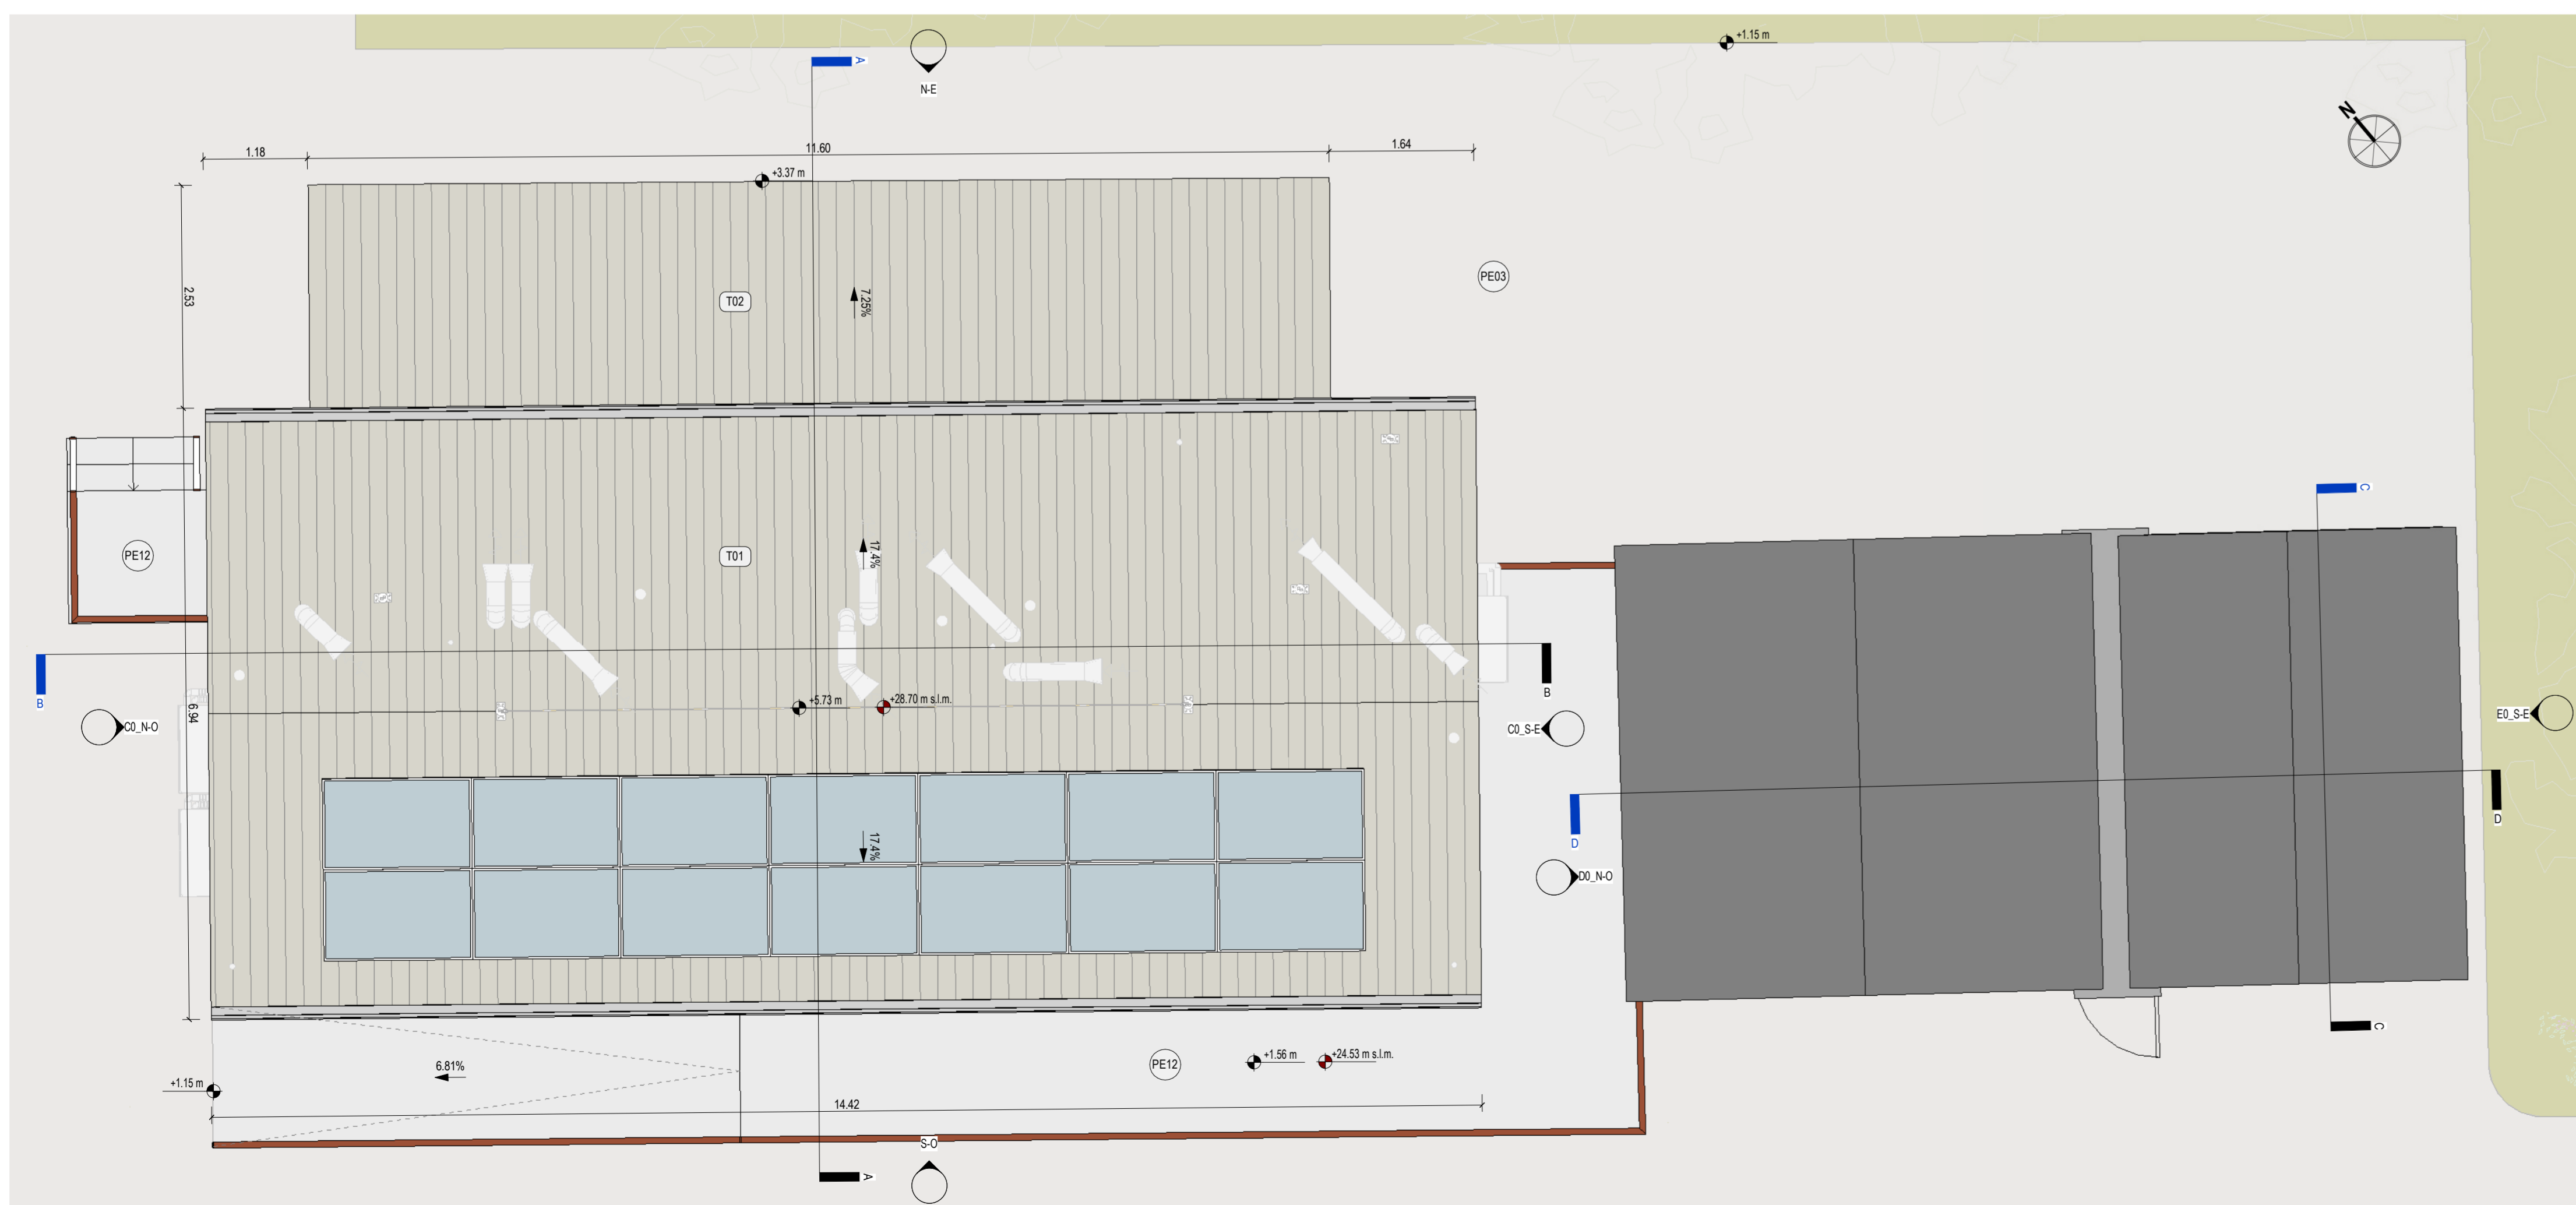 +1.15 m
A
N-E
N
1.18
11.60
1.64
+3.37 m
2.53
T02
7.25%
PE03
C
PE12
T01
17.4%
B
B
6.94
+5.73 m
+28.70 m s.l.m.
C0_N-O
C0_S-E
E0_S-E
D
D
17.4%
D0_N-O
C
6.81%
PE12
+1.56 m
+24.53 m s.l.m.
+1.15 m
14.42
S-O
A